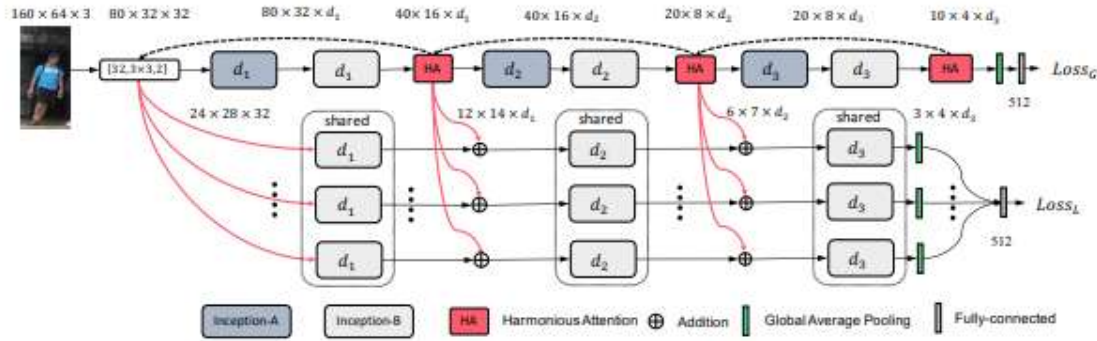 160 × 64 × 3 80 × 32 × 32 80 × 32 × d₁ 40× 16 × d₁ 40× 16 × d₂ 20× 8 × d₂ 20 × 8 × d₃ 10 × 4 × d₃
[32,3×3,2] d₁ d₁ HA d₂ d₂ HA d₃ d₃ HA Loss_G
512
24 × 28 × 32 shared 12 × 14 × d₁ shared 6 × 7 × d₂ shared 3 × 4 × d₃
d₁ d₂ d₃
d₁ d₂ d₃ Loss_L
512
d₁ d₂ d₃
Inception-A Inception-B HA Harmonious Attention Addition Global Average Pooling Fully-connected